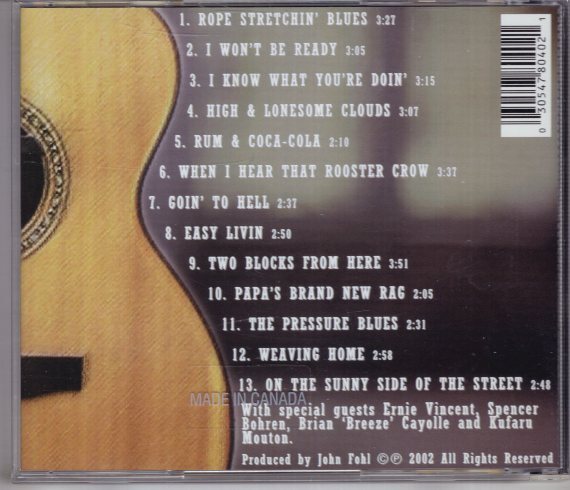 1. ROPE STRETCHIN' BLUES 3:27
2. I WON'T BE READY 3:05
3. I KNOW WHAT YOU'RE DOIN' 3:15
4. HIGH & LONESOME CLOUDS 3:07
5. RUM & COCA-COLA 2:10
6. WHEN I HEAR THAT ROOSTER CROW 3:37
7. GOIN' TO HELL 2:37
8. EASY LIVIN 2:50
9. TWO BLOCKS FROM HERE 3:51
10. PAPA'S BRAND NEW RAG 2:05
11. THE PRESSURE BLUES 2:31
12. WEAVING HOME 2:58
13. ON THE SUNNY SIDE OF THE STREET 2:48
MADE IN CANADA
With special guests Ernie Vincent, Spencer
Bohren, Brian 'Breeze' Cayolle and Kufaru
Mouton.
Produced by John Fohl ©℗ 2002 All Rights Reserved
0 30547 80402 1